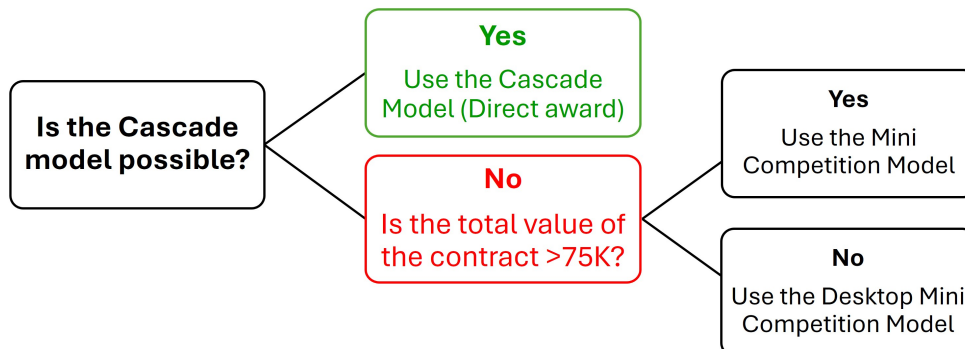 Is the Cascade
model possible?
Yes
Use the Cascade
Model (Direct award)
No
Is the total value of
the contract >75K?
Yes
Use the Mini
Competition Model
No
Use the Desktop Mini
Competition Model